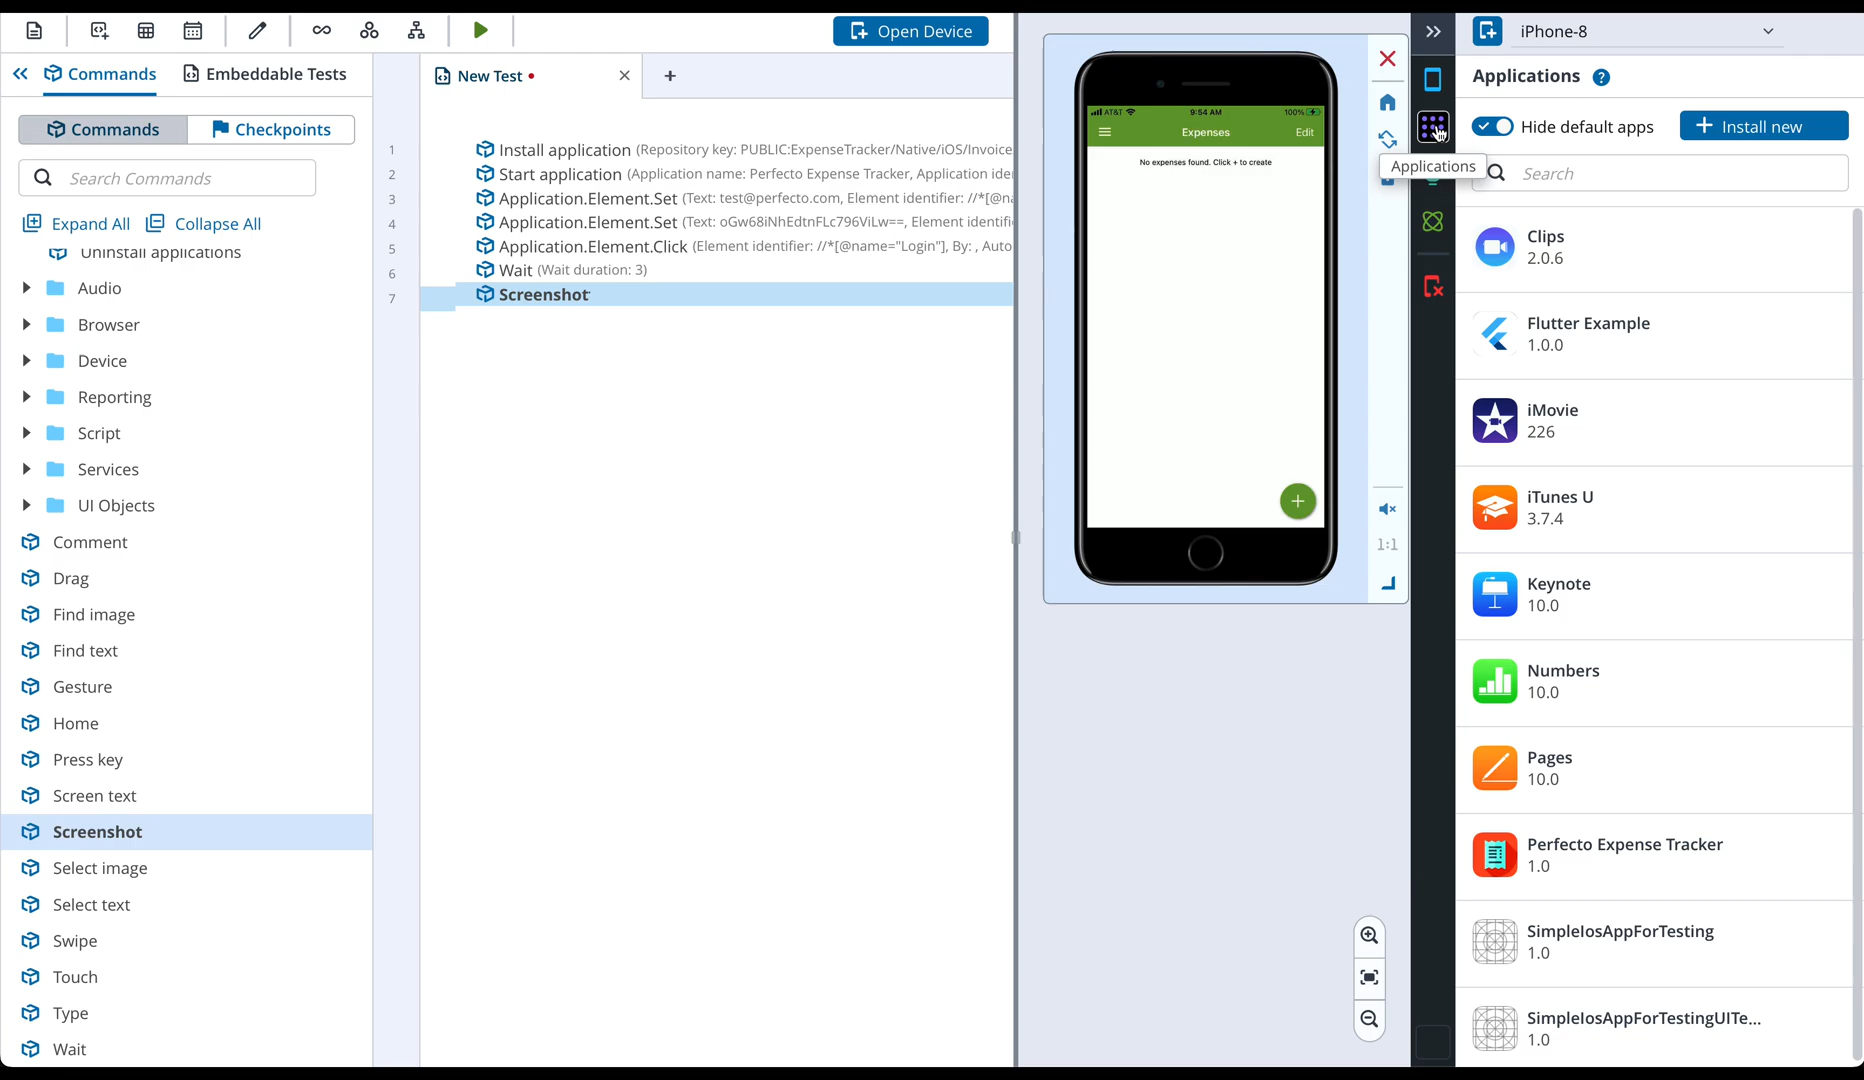 Open Device
Commands
Embeddable Tests
Commands
Checkpoints
Search Commands
Expand All
Collapse All
Uninstall applications
Audio
Browser
Device
Reporting
Script
Services
UI Objects
Comment
Drag
Find image
Find text
Gesture
Home
Press key
Screen text
Screenshot
Select image
Select text
Swipe
Touch
Type
Wait
New Test
1 Install application (Repository key: PUBLIC:ExpenseTracker/Native/iOS/Invoice
2 Start application (Application name: Perfecto Expense Tracker, Application ide
3 Application.Element.Set (Text: test@perfecto.com, Element identifier: //*[@na
4 Application.Element.Set (Text: oGw68iNhEdtnFLc796ViLw==, Element identifi
5 Application.Element.Click (Element identifier: //*[@name="Login"], By: , Auto
6 Wait (Wait duration: 3)
7 Screenshot
AT&T 9:54 AM 100%
Expenses Edit
No expenses found. Click + to create
1:1
Applications
iPhone-8
Applications
Hide default apps
Install new
Search
Clips
2.0.6
Flutter Example
1.0.0
iMovie
226
iTunes U
3.7.4
Keynote
10.0
Numbers
10.0
Pages
10.0
Perfecto Expense Tracker
1.0
SimpleIosAppForTesting
1.0
SimpleIosAppForTestingUITe...
1.0